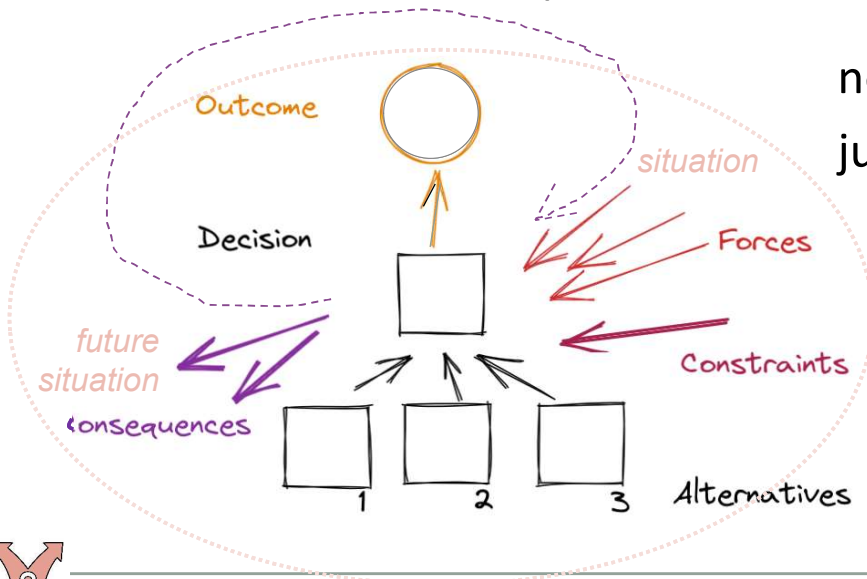 Outcome
situation
Decision
Forces
future
situation
Constraints
consequences
1
2
3
Alternatives